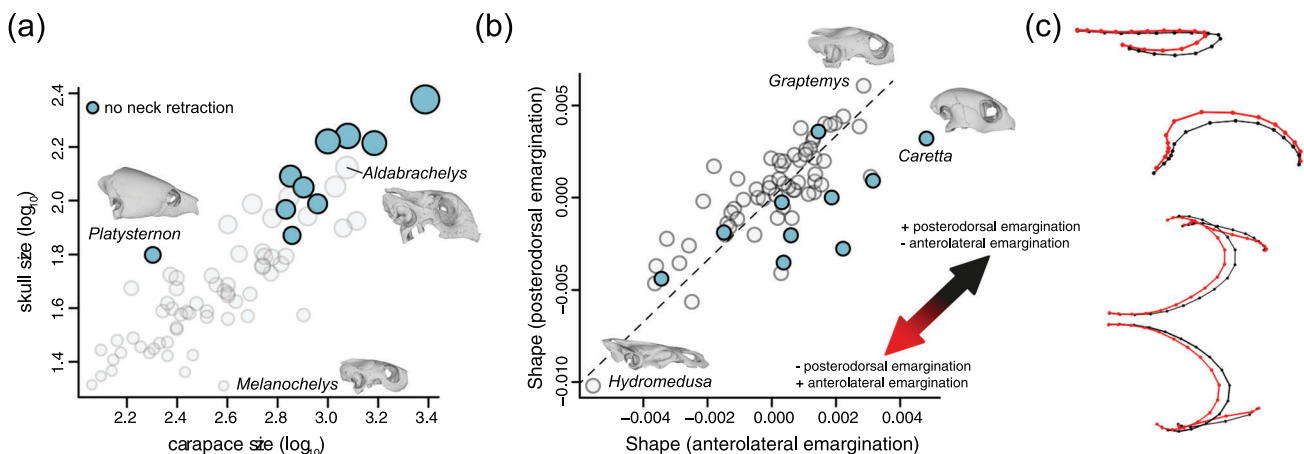 (a)
skull size (log10)
2.4
2.2
2.0
1.8
1.6
1.4
no neck retraction
Platysternon
Aldabrachelys
Melanochelys
2.2 2.4 2.6 2.8 3.0 3.2 3.4
carapace size (log10)
(b)
Shape (posterodorsal emargination)
0.005
0.000
−0.005
−0.010
Graptemys
Caretta
Hydromedusa
+ posterodorsal emargination
- anterolateral emargination
- posterodorsal emargination
+ anterolateral emargination
−0.004 −0.002 0.000 0.002 0.004
Shape (anterolateral emargination)
(c)